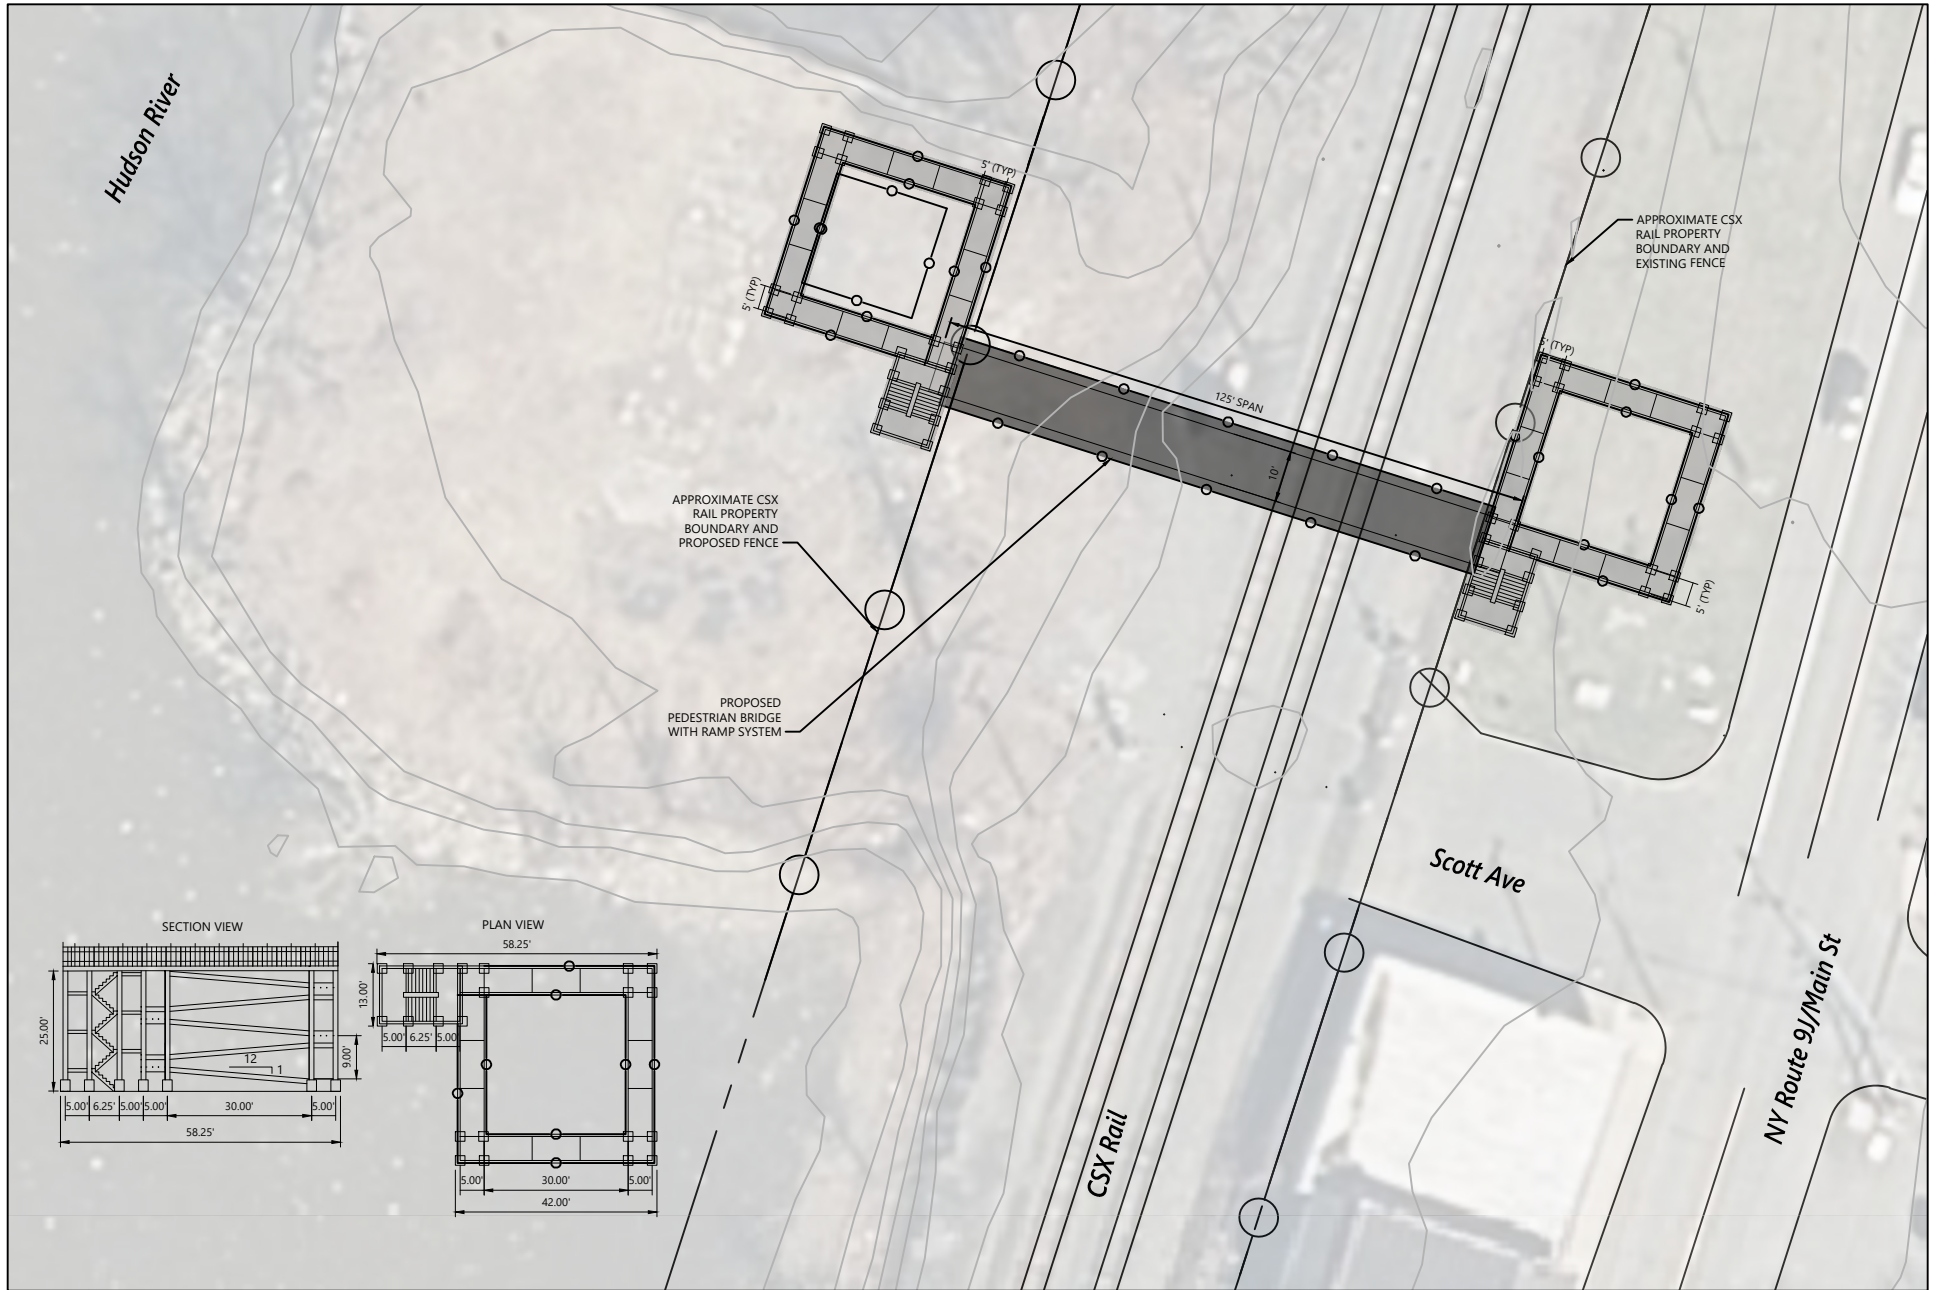 Hudson River
5' (TYP)
5' (TYP)
APPROXIMATE CSX
RAIL PROPERTY
BOUNDARY AND
EXISTING FENCE
5' (TYP)
125' SPAN
10'
5' (TYP)
APPROXIMATE CSX
RAIL PROPERTY
BOUNDARY AND
PROPOSED FENCE
PROPOSED
PEDESTRIAN BRIDGE
WITH RAMP SYSTEM
Scott Ave
NY Route 9J/Main St
CSX Rail
SECTION VIEW
25.00'
12
1
9.00'
5.00' 6.25' 5.00' 5.00' 30.00' 5.00'
58.25'
PLAN VIEW
58.25'
13.00'
5.00' 6.25' 5.00'
5.00' 30.00' 5.00'
42.00'